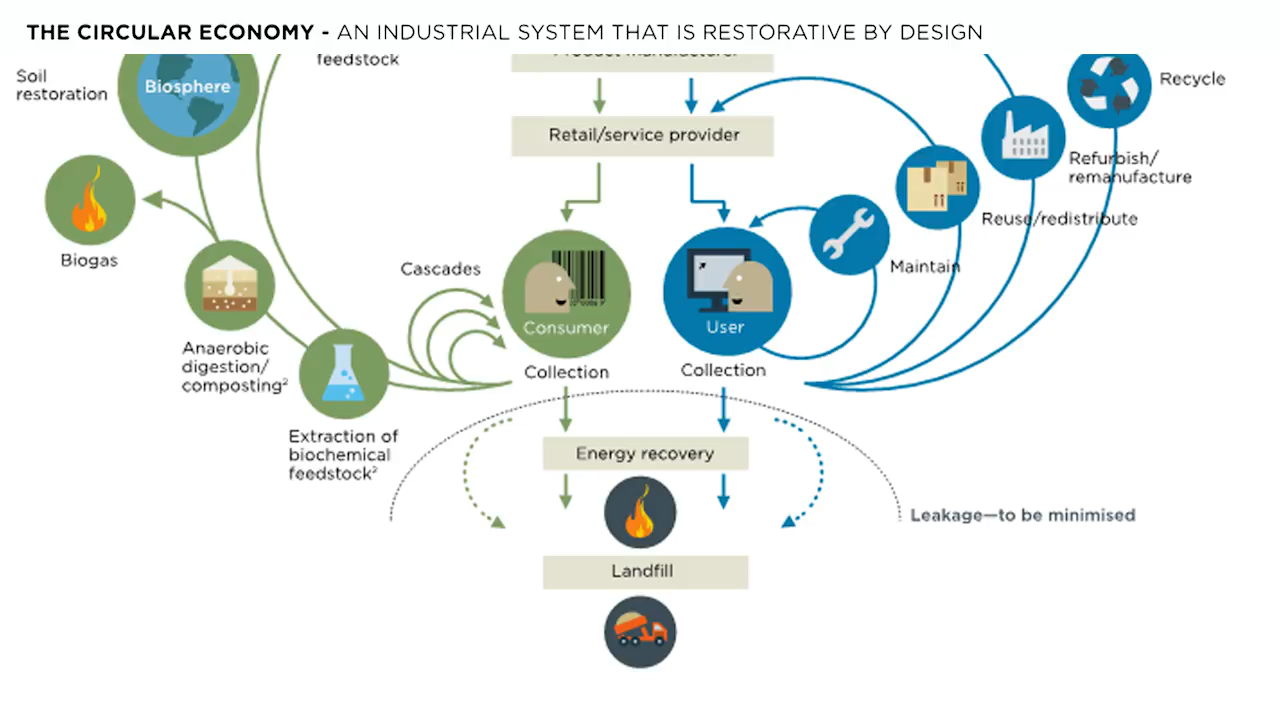 THE CIRCULAR ECONOMY - AN INDUSTRIAL SYSTEM THAT IS RESTORATIVE BY DESIGN
feedstock
Product manufacturer
Soil
restoration
Biosphere
Recycle
Retail/service provider
Refurbish/
remanufacture
Reuse/redistribute
Biogas
Cascades
Maintain
Consumer
User
Anaerobic
digestion/
composting²
Collection
Collection
Extraction of
biochemical
feedstock²
Energy recovery
Leakage—to be minimised
Landfill